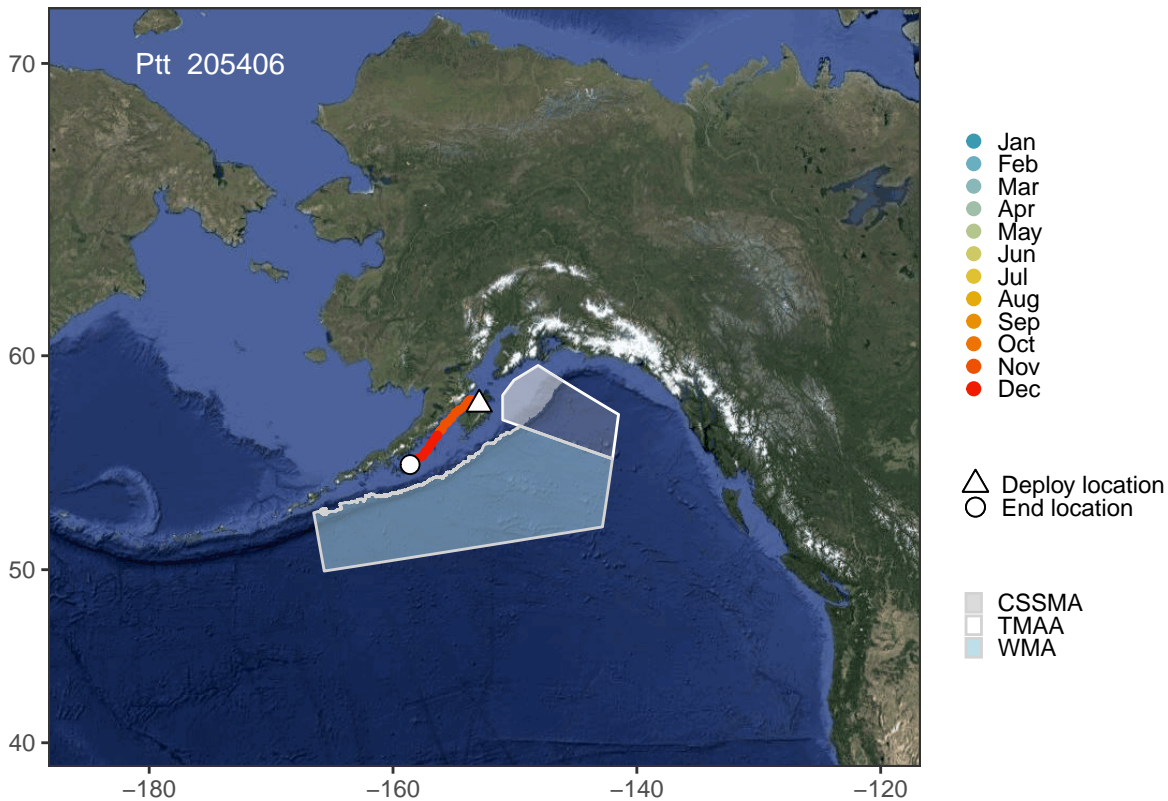 Ptt  205406
70
60
50
40
−180
−160
−140
−120
Jan
Feb
Mar
Apr
May
Jun
Jul
Aug
Sep
Oct
Nov
Dec
Deploy location
End location
CSSMA
TMAA
WMA